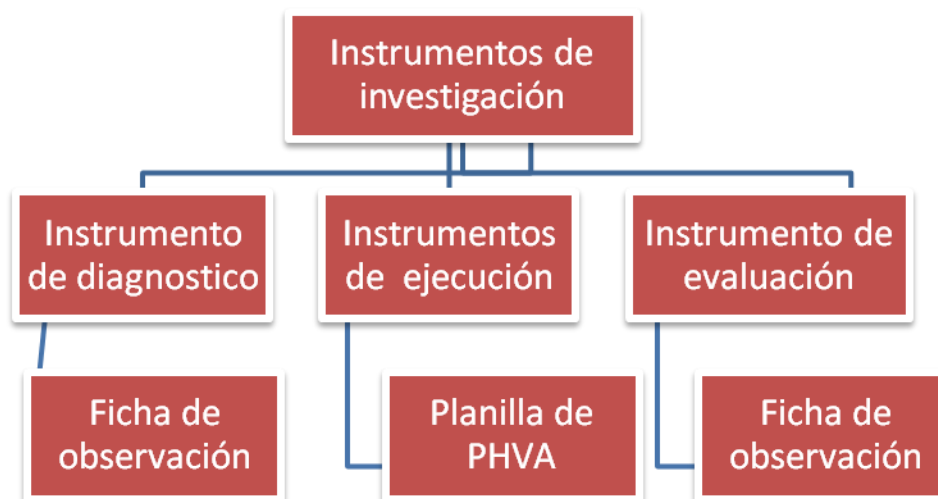 Instrumentos de
investigación
Instrumento
de diagnostico
Instrumentos
de ejecución
Instrumento de
evaluación
Ficha de
observación
Planilla de
PHVA
Ficha de
observación